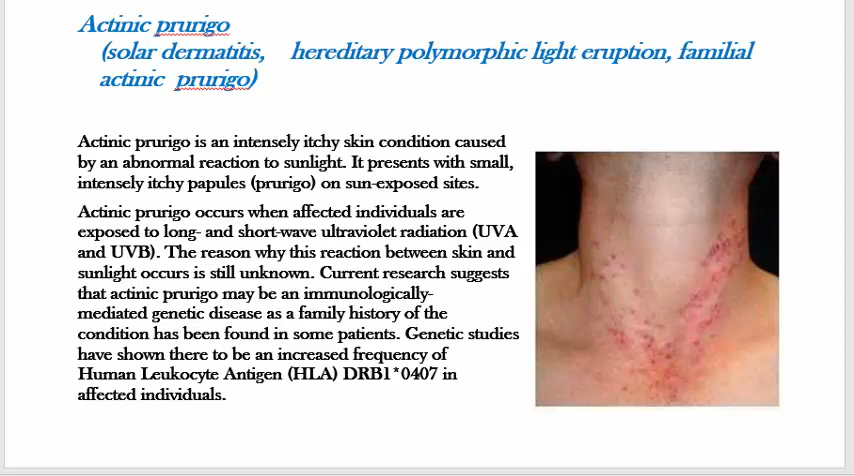 Actinic prurigo
(solar dermatitis, hereditary polymorphic light eruption, familial
actinic prurigo)
Actinic prurigo is an intensely itchy skin condition caused
by an abnormal reaction to sunlight. It presents with small,
intensely itchy papules (prurigo) on sun-exposed sites.
Actinic prurigo occurs when affected individuals are
exposed to long- and short-wave ultraviolet radiation (UVA
and UVB). The reason why this reaction between skin and
sunlight occurs is still unknown. Current research suggests
that actinic prurigo may be an immunologically-
mediated genetic disease as a family history of the
condition has been found in some patients. Genetic studies
have shown there to be an increased frequency of
Human Leukocyte Antigen (HLA) DRB1*0407 in
affected individuals.